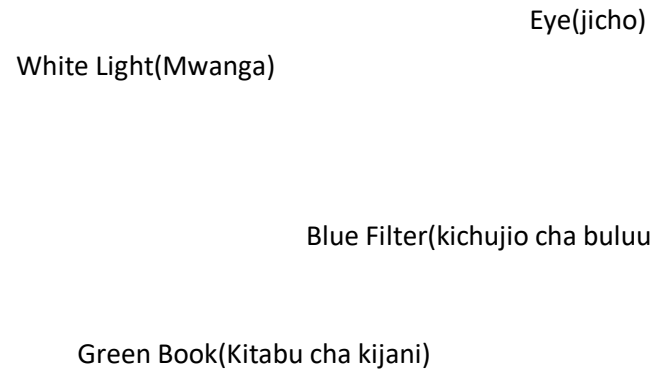 Eye(jicho)
White Light(Mwanga)
Blue Filter(kichujio cha buluu
Green Book(Kitabu cha kijani)